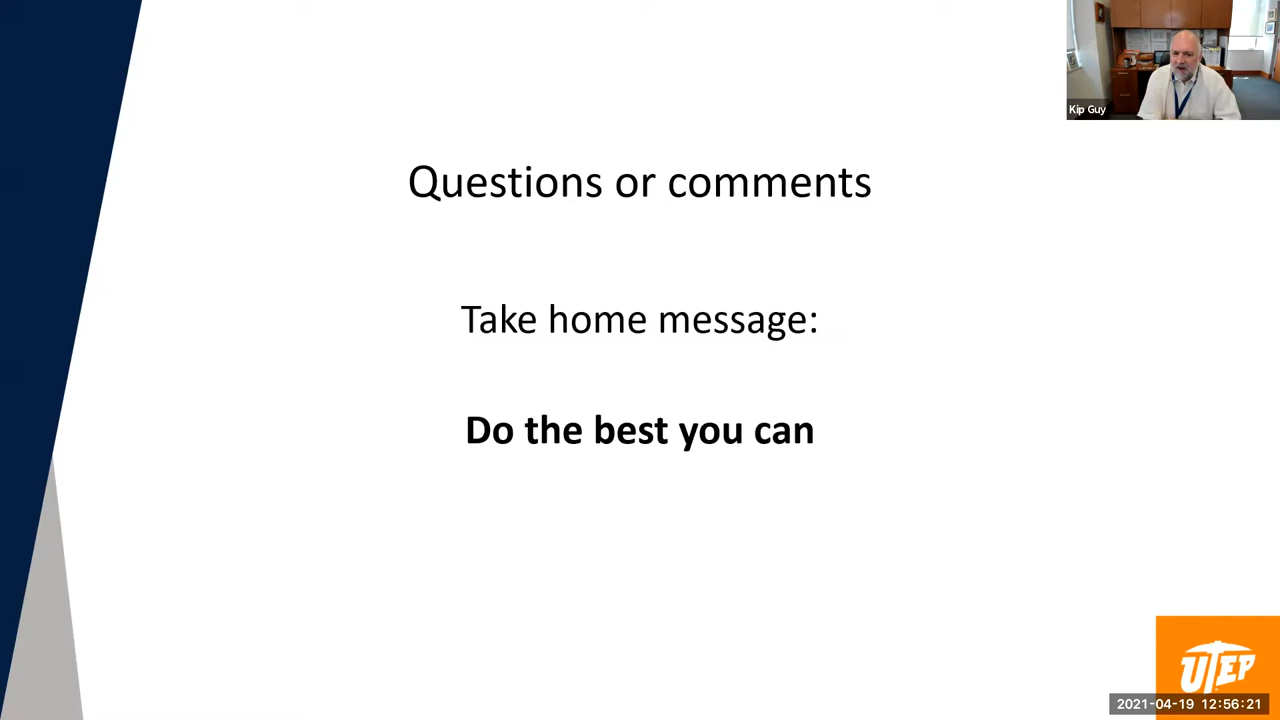 Kip Guy
Questions or comments
Take home message:
Do the best you can
UTEP
2021-04-19 12:56:21